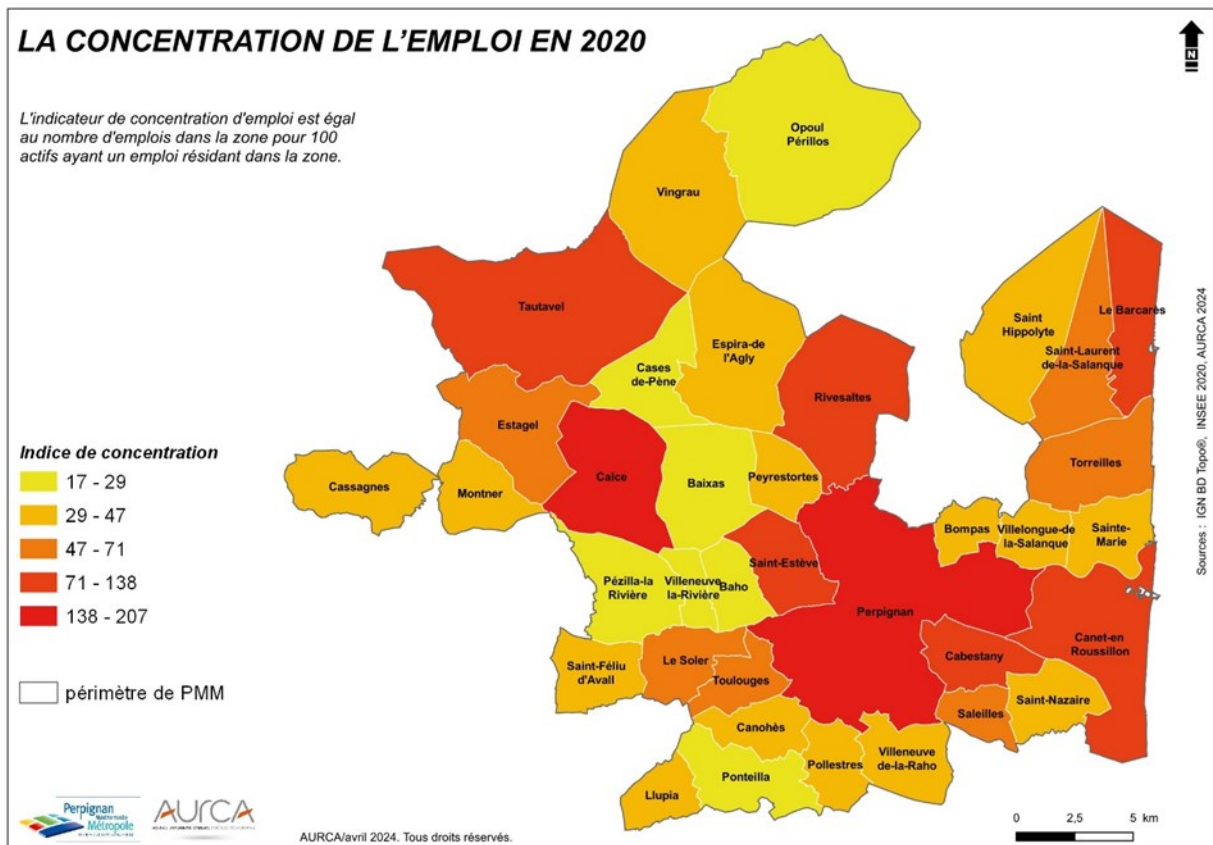 LA CONCENTRATION DE L'EMPLOI EN 2020
N
L'indicateur de concentration d'emploi est égal
au nombre d'emplois dans la zone pour 100
actifs ayant un emploi résidant dans la zone.
Opoul
Périllos
Vingrau
Tautavel
Saint
Hippolyte
Le Barcarès
Espira-de
l'Agly
Saint-Laurent
de-la-Salanque
Cases
de-Pène
Rivesaltes
Estagel
Torreilles
Calce
Baixas
Peyrestortes
Cassagnes
Montner
Bompas
Villelongue-de
la-Salanque
Sainte-
Marie
Saint-Estève
Pézilla-la
Rivière
Villeneuve
la-Rivière
Baho
Perpignan
Canet-en
Roussillon
Cabestany
Le Soler
Saint-Féliu
d'Avall
Toulouges
Saint-Nazaire
Saleilles
Canohès
Villeneuve
de-la-Raho
Pollestres
Ponteilla
Llupia
Indice de concentration
17 - 29
29 - 47
47 - 71
71 - 138
138 - 207
périmètre de PMM
Sources : IGN BD Topo®, INSEE 2020, AURCA 2024
Perpignan
Méditerranée
Métropole
AURCA
AURCA/avril 2024. Tous droits réservés.
0 2,5 5 km